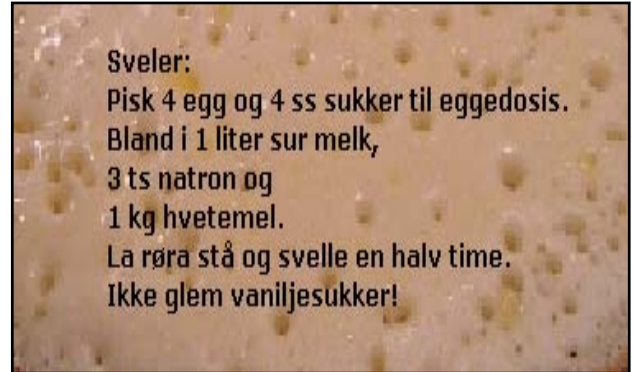 Sveler:
Pisk 4 egg og 4 ss sukker til eggedosis.
Bland i 1 liter sur melk,
3 ts natron og
1 kg hvetemel.
La røra stå og svelle en halv time.
Ikke glem vaniljesukker!